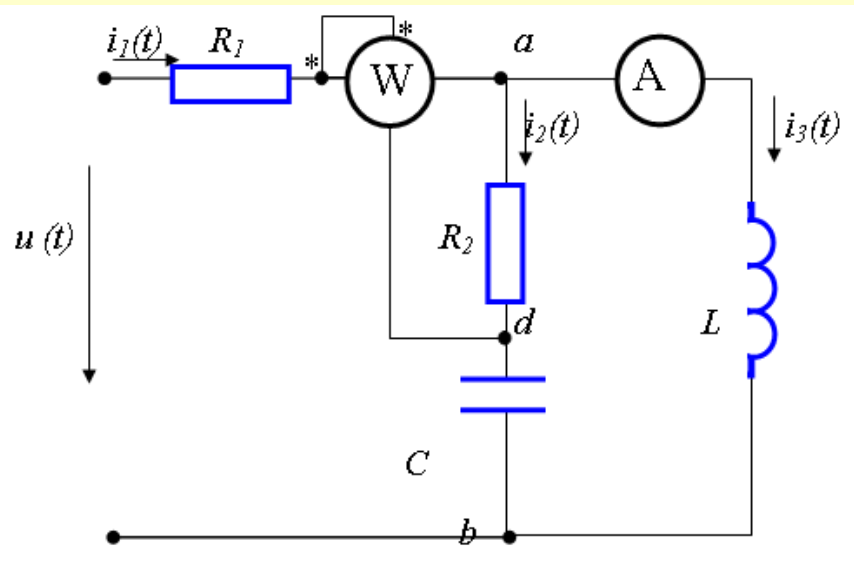 i1(t) R1 * * W a A
i2(t) i3(t)
u (t) R2
d L
C
b